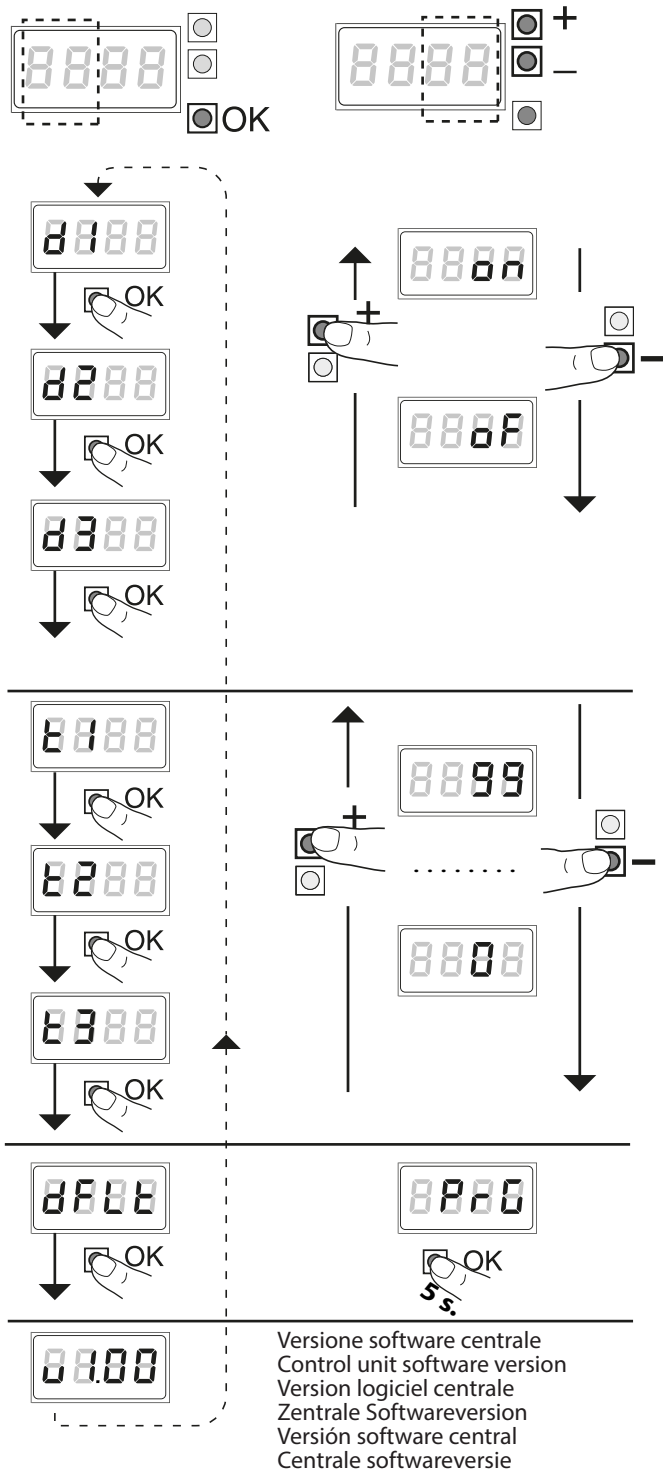 +
−
OK
d1
OK
on
+
−
d2
OK
oF
d3
OK
t1
OK
99
+
−
........
t2
OK
0
t3
OK
dFLt
PrG
OK
OK
5 s.
u1.00
Versione software centrale
Control unit software version
Version logiciel centrale
Zentrale Softwareversion
Versión software central
Centrale softwareversie